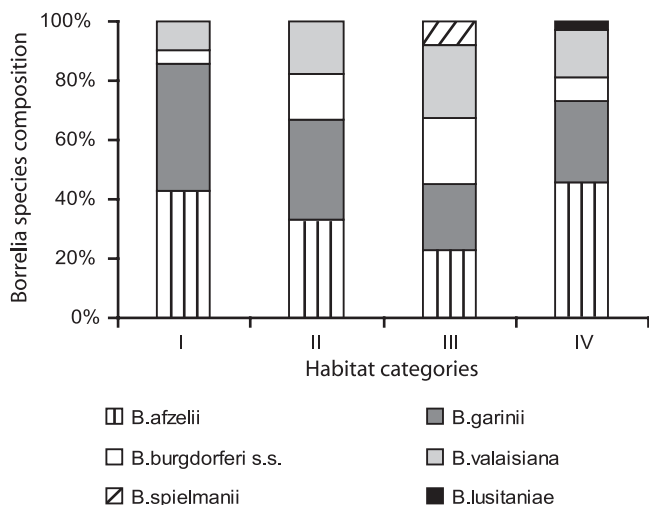 100%
80%
60%
40%
20%
0%
Borrelia species composition
I II III IV
Habitat categories
B.afzelii B.garinii
B.burgdorferi s.s. B.valaisiana
B.spielmanii B.lusitaniae